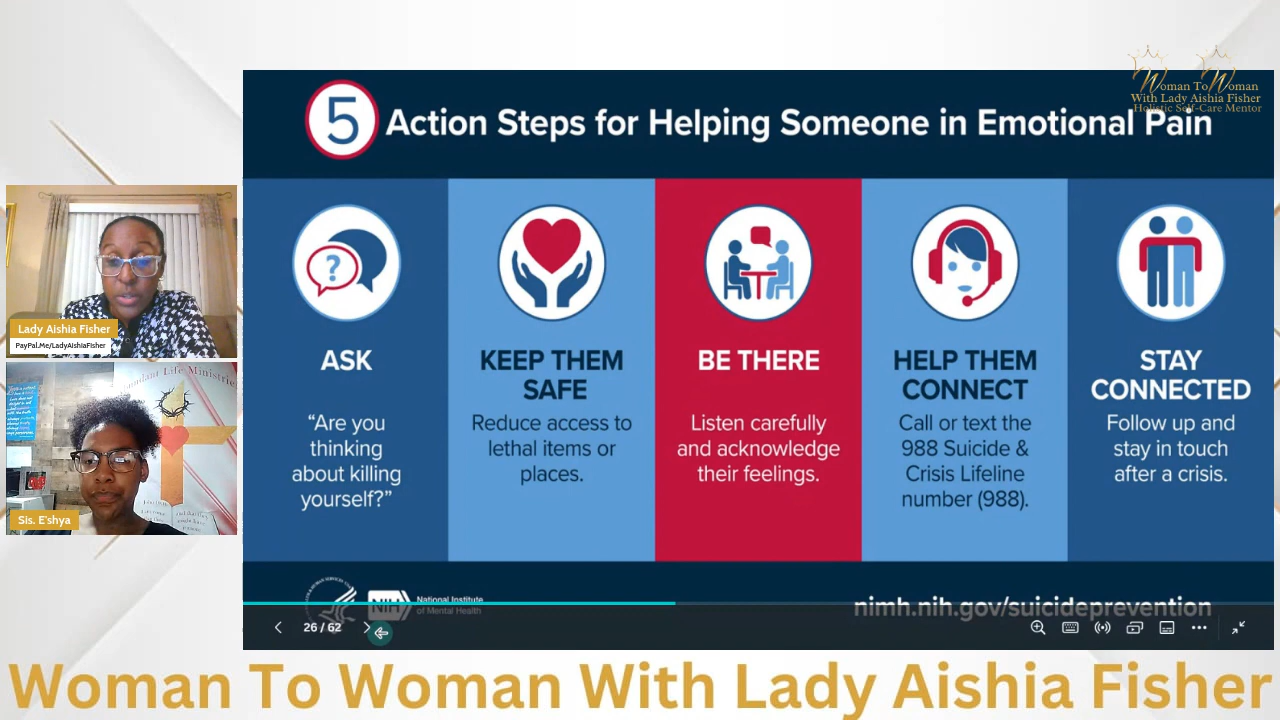 Woman To Woman
With Lady Aishia Fisher
Holistic Self-Care Mentor
5 Action Steps for Helping Someone in Emotional Pain
?
ASK
“Are you
thinking
about killing
yourself?”
KEEP THEM
SAFE
Reduce access to
lethal items or
places.
BE THERE
Listen carefully
and acknowledge
their feelings.
HELP THEM
CONNECT
Call or text the
988 Suicide &
Crisis Lifeline
number (988).
STAY
CONNECTED
Follow up and
stay in touch
after a crisis.
NIH
National Institute
of Mental Health
nimh.nih.gov/suicideprevention
26 / 62
Lady Aishia Fisher
PayPal.Me/LadyAishiaFisher
Life Ministrie
Sis. E'shya
Woman To Woman With Lady Aishia Fisher